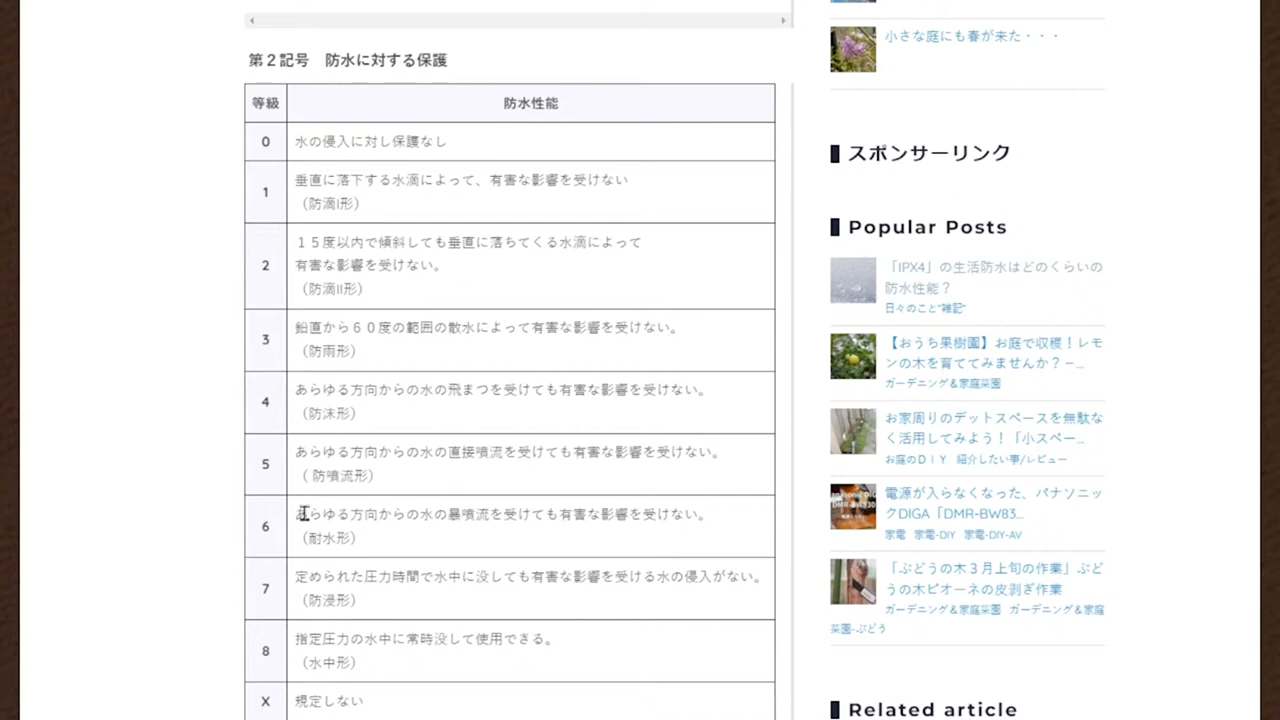 第２記号　防水に対する保護
等級
防水性能
0
水の侵入に対し保護なし
1
垂直に落下する水滴によって、有害な影響を受けない
（防滴I形）
2
１５度以内で傾斜しても垂直に落ちてくる水滴によって
有害な影響を受けない。
（防滴II形）
3
鉛直から６０度の範囲の散水によって有害な影響を受けない。
（防雨形）
4
あらゆる方向からの水の飛まつを受けても有害な影響を受けない。
（防沫形）
5
あらゆる方向からの水の直接噴流を受けても有害な影響を受けない。
（ 防噴流形）
6
あらゆる方向からの水の暴噴流を受けても有害な影響を受けない。
（耐水形）
7
定められた圧力時間で水中に没しても有害な影響を受ける水の侵入がない。
（防浸形）
8
指定圧力の水中に常時没して使用できる。
（水中形）
X
規定しない
小さな庭にも春が来た・・・
スポンサーリンク
Popular Posts
「IPX4」の生活防水はどのくらいの
防水性能？
日々のこと"雑記"
【おうち果樹園】お庭で収穫！レモ
ンの木を育ててみませんか？－...
ガーデニング＆家庭菜園
お家周りのデットスペースを無駄な
く活用してみよう！「小スペー...
お庭のＤＩＹ　紹介したい事/レビュー
電源が入らなくなった、パナソニッ
クDIGA「DMR-BW83...
家電　家電-DIY　家電-DIY-AV
「ぶどうの木３月上旬の作業」ぶど
うの木ピオーネの皮剥ぎ作業
ガーデニング＆家庭菜園　ガーデニング＆家庭
菜園-ぶどう
Related article